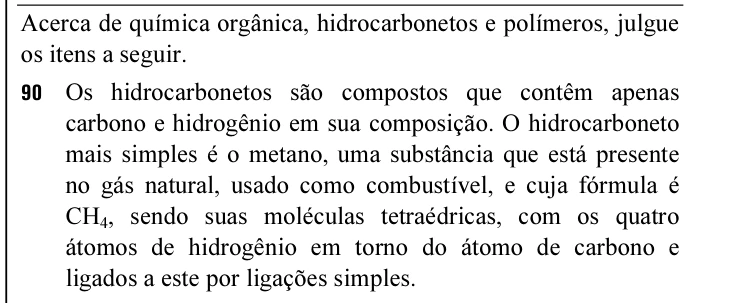 Acerca de química orgânica, hidrocarbonetos e polímeros, julgue
os itens a seguir.
90 Os hidrocarbonetos são compostos que contêm apenas
carbono e hidrogênio em sua composição. O hidrocarboneto
mais simples é o metano, uma substância que está presente
no gás natural, usado como combustível, e cuja fórmula é
CH₄, sendo suas moléculas tetraédricas, com os quatro
átomos de hidrogênio em torno do átomo de carbono e
ligados a este por ligações simples.